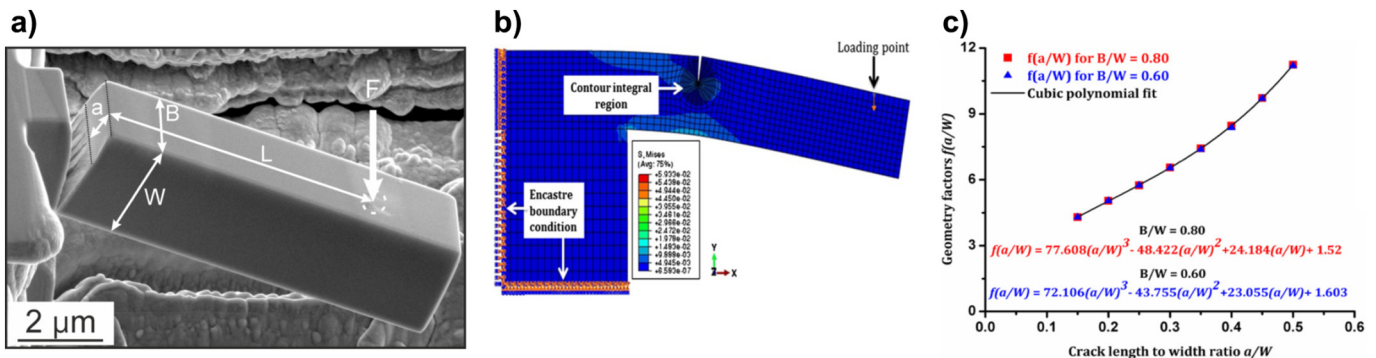 a)
a
B
F
L
W
2 µm
b)
Loading point
Contour integral
region
S, Mises
(Avg: 75%)
+5.933e-02
+5.438e-02
+4.944e-02
+4.450e-02
+3.955e-02
+3.461e-02
+2.966e-02
+2.472e-02
+1.978e-02
+1.483e-02
+9.888e-03
+4.945e-03
Encastre
boundary
condition
Y
Z
X
c)
f(a/W) for B/W = 0.80
f(a/W) for B/W = 0.60
Cubic polynomial fit
Geometry factors f(a/W)
12
9
6
3
0
B/W = 0.80
f(a/W) = 77.608(a/W)³ - 48.422(a/W)² +24.184(a/W)+ 1.52
B/W = 0.60
f(a/W) = 72.106(a/W)³ - 43.755(a/W)² +23.055(a/W)+ 1.603
0.0 0.1 0.2 0.3 0.4 0.5 0.6
Crack length to width ratio a/W